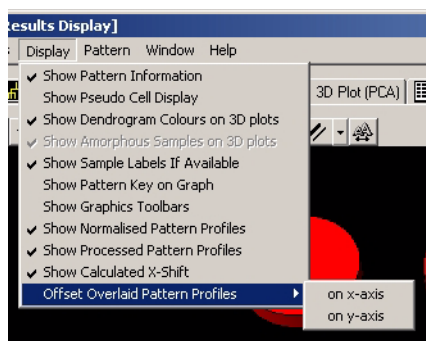 Results Display]
Display Pattern Window Help
Show Pattern Information
Show Pseudo Cell Display
3D Plot (PCA)
Show Dendrogram Colours on 3D plots
Show Amorphous Samples on 3D plots
Show Sample Labels If Available
Show Pattern Key on Graph
Show Graphics Toolbars
Show Normalised Pattern Profiles
Show Processed Pattern Profiles
Show Calculated X-Shift
Offset Overlaid Pattern Profiles on x-axis
on y-axis